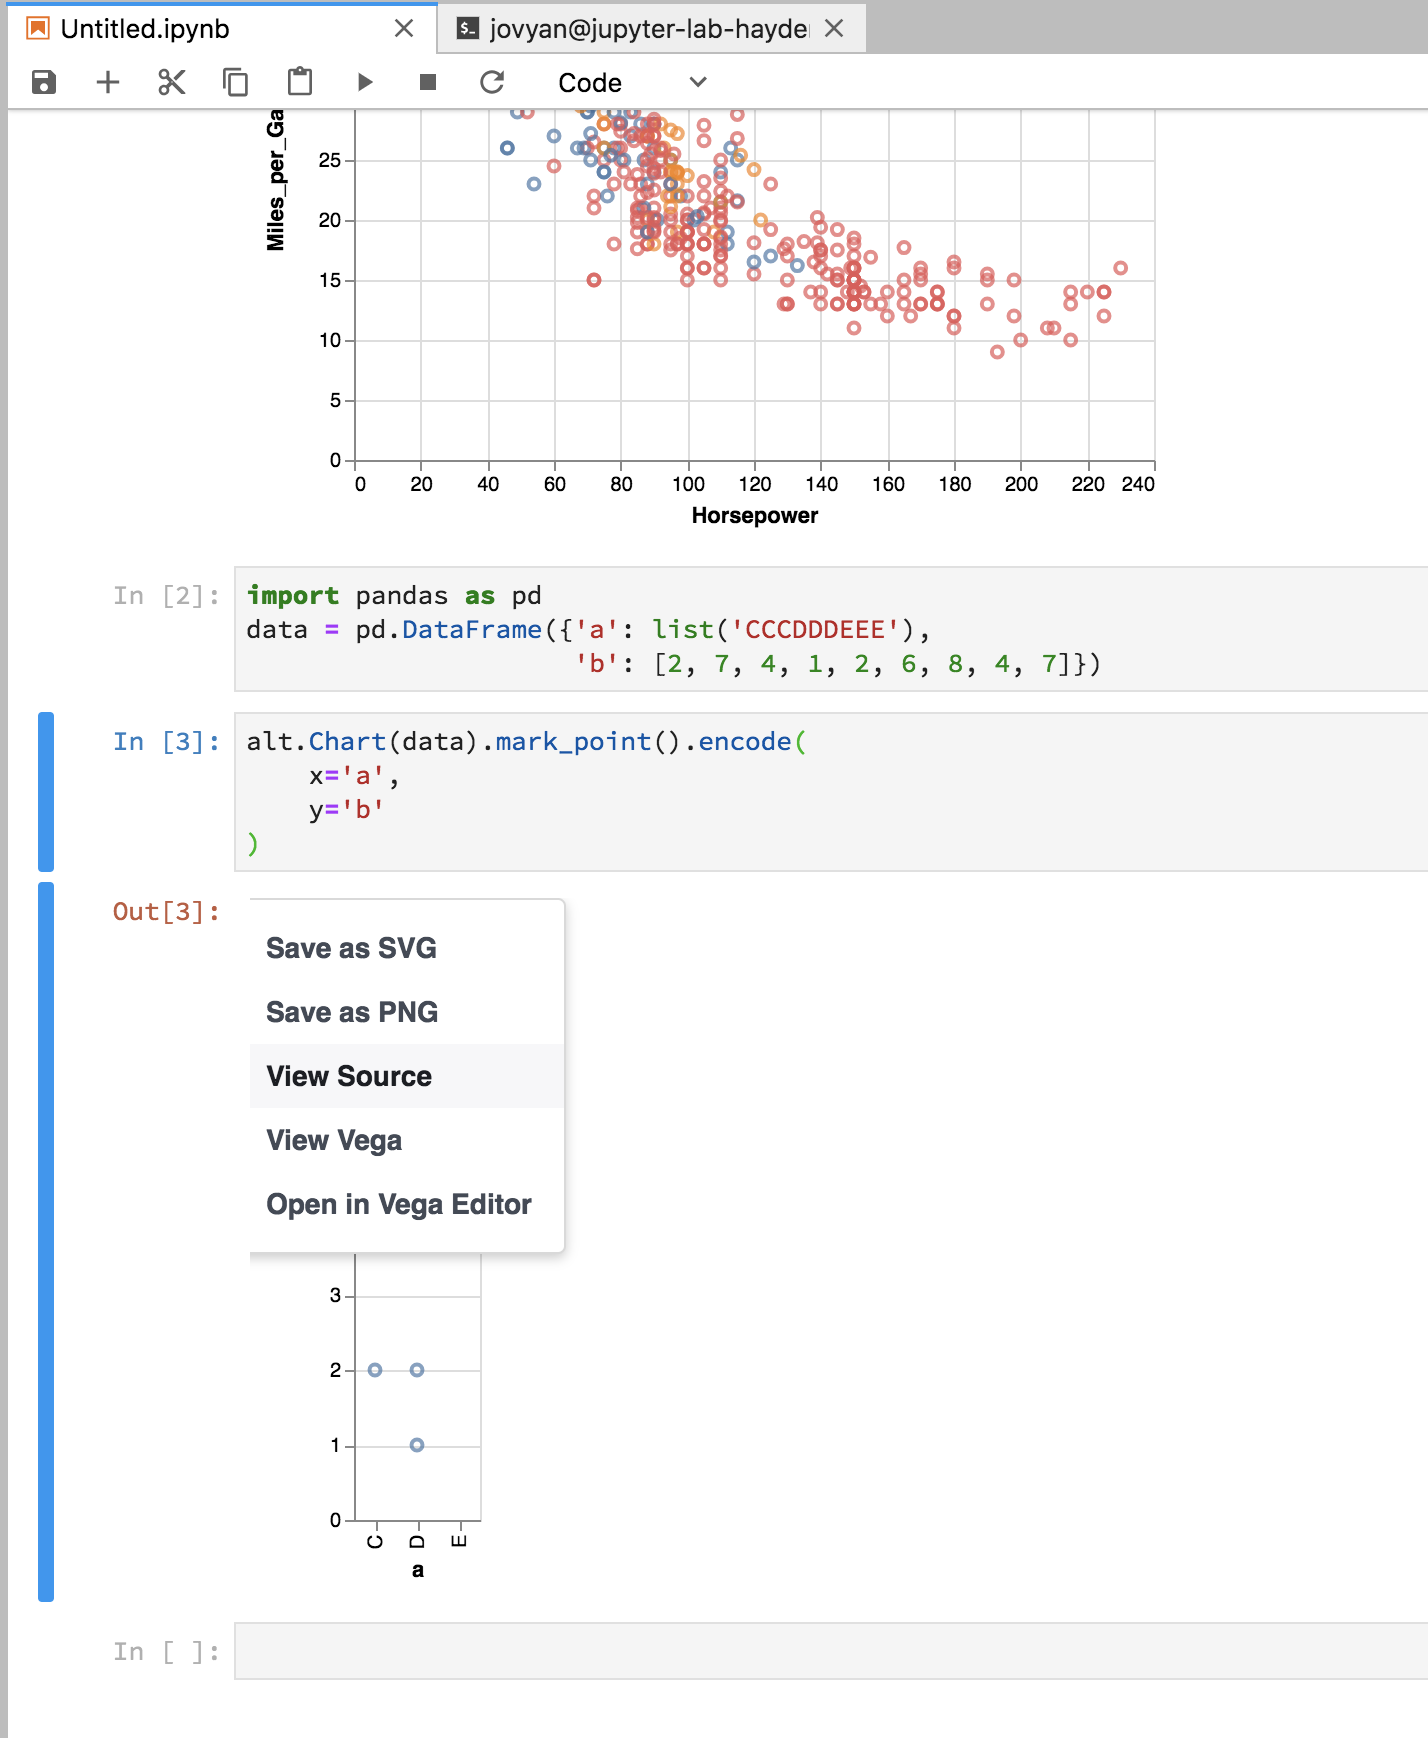 Untitled.ipynb
$_ jovyan@jupyter-lab-hayde
Code
Miles_per_Ga
25
20
15
10
5
0
0 20 40 60 80 100 120 140 160 180 200 220 240
Horsepower
In [2]:
import pandas as pd
data = pd.DataFrame({'a': list('CCCDDDEEE'),
'b': [2, 7, 4, 1, 2, 6, 8, 4, 7]})
In [3]:
alt.Chart(data).mark_point().encode(
x='a',
y='b'
)
Out[3]:
Save as SVG
Save as PNG
View Source
View Vega
Open in Vega Editor
3
2
1
0
C D E
a
In [ ]: